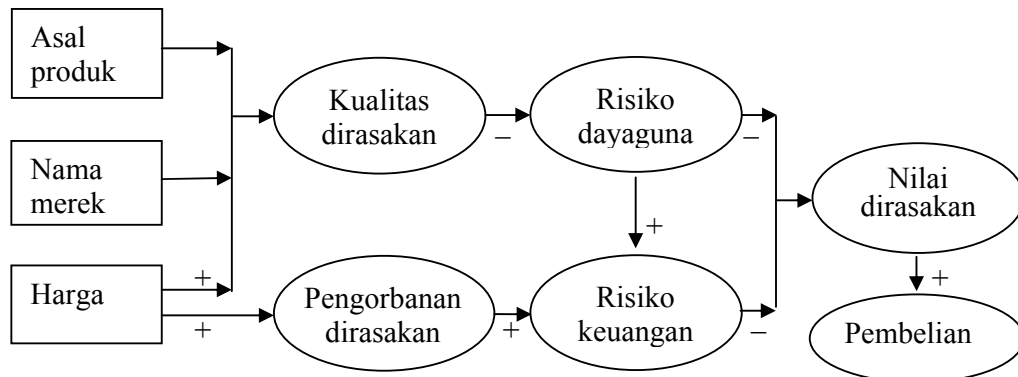 Asal
produk
Nama
merek
Harga
+
+
Kualitas
dirasakan
–
Risiko
dayaguna
–
+
Pengorbanan
dirasakan
+
Risiko
keuangan
–
Nilai
dirasakan
+
Pembelian